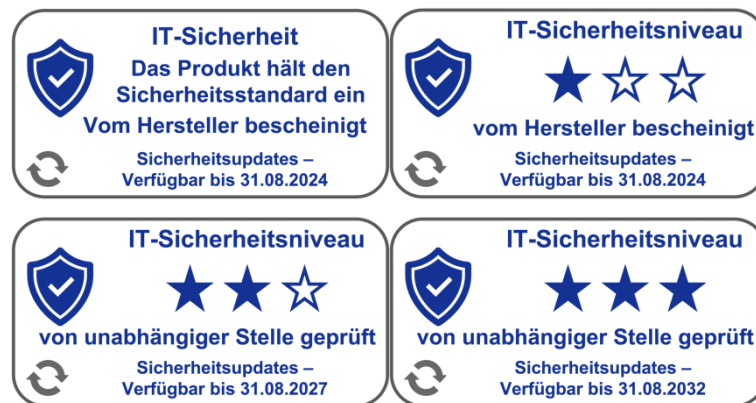 IT-Sicherheit
Das Produkt hält den
Sicherheitsstandard ein
Vom Hersteller bescheinigt
Sicherheitsupdates –
Verfügbar bis 31.08.2024
IT-Sicherheitsniveau
vom Hersteller bescheinigt
Sicherheitsupdates –
Verfügbar bis 31.08.2024
IT-Sicherheitsniveau
von unabhängiger Stelle geprüft
Sicherheitsupdates –
Verfügbar bis 31.08.2027
IT-Sicherheitsniveau
von unabhängiger Stelle geprüft
Sicherheitsupdates –
Verfügbar bis 31.08.2032